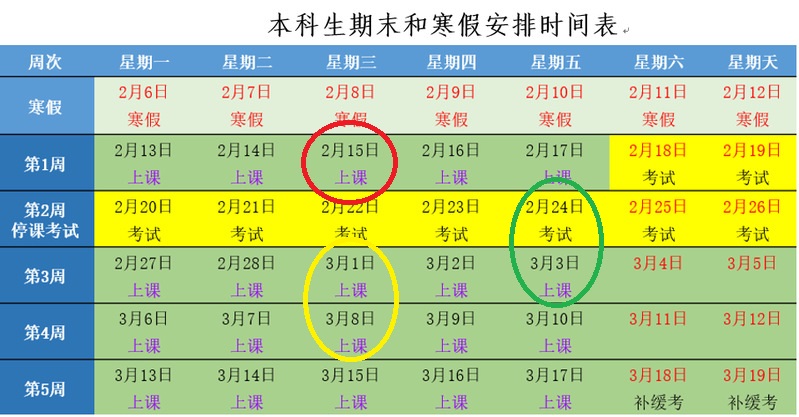 本科生期末和寒假安排时间表
周次 星期一 星期二 星期三 星期四 星期五 星期六 星期天
寒假 2月6日 2月7日 2月8日 2月9日 2月10日 2月11日 2月12日
寒假 寒假 寒假 寒假 寒假 寒假 寒假
第1周 2月13日 2月14日 2月15日 2月16日 2月17日 2月18日 2月19日
上课 上课 上课 上课 上课 考试 考试
第2周 2月20日 2月21日 2月22日 2月23日 2月24日 2月25日 2月26日
停课考试 考试 考试 考试 考试 考试 考试 考试
第3周 2月27日 2月28日 3月1日 3月2日 3月3日 3月4日 3月5日
上课 上课 上课 上课 上课
第4周 3月6日 3月7日 3月8日 3月9日 3月10日 3月11日 3月12日
上课 上课 上课 上课 上课
第5周 3月13日 3月14日 3月15日 3月16日 3月17日 3月18日 3月19日
上课 上课 上课 上课 上课 补缓考 补缓考